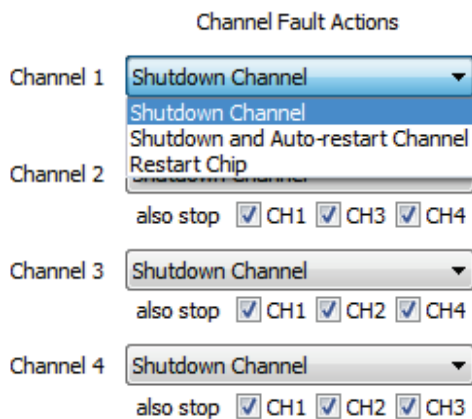 Channel Fault Actions
Channel 1 Shutdown Channel
Shutdown Channel
Shutdown and Auto-restart Channel
Restart Chip
Channel 2 Shutdown Channel
also stop CH1 CH3 CH4
Channel 3 Shutdown Channel
also stop CH1 CH2 CH4
Channel 4 Shutdown Channel
also stop CH1 CH2 CH3